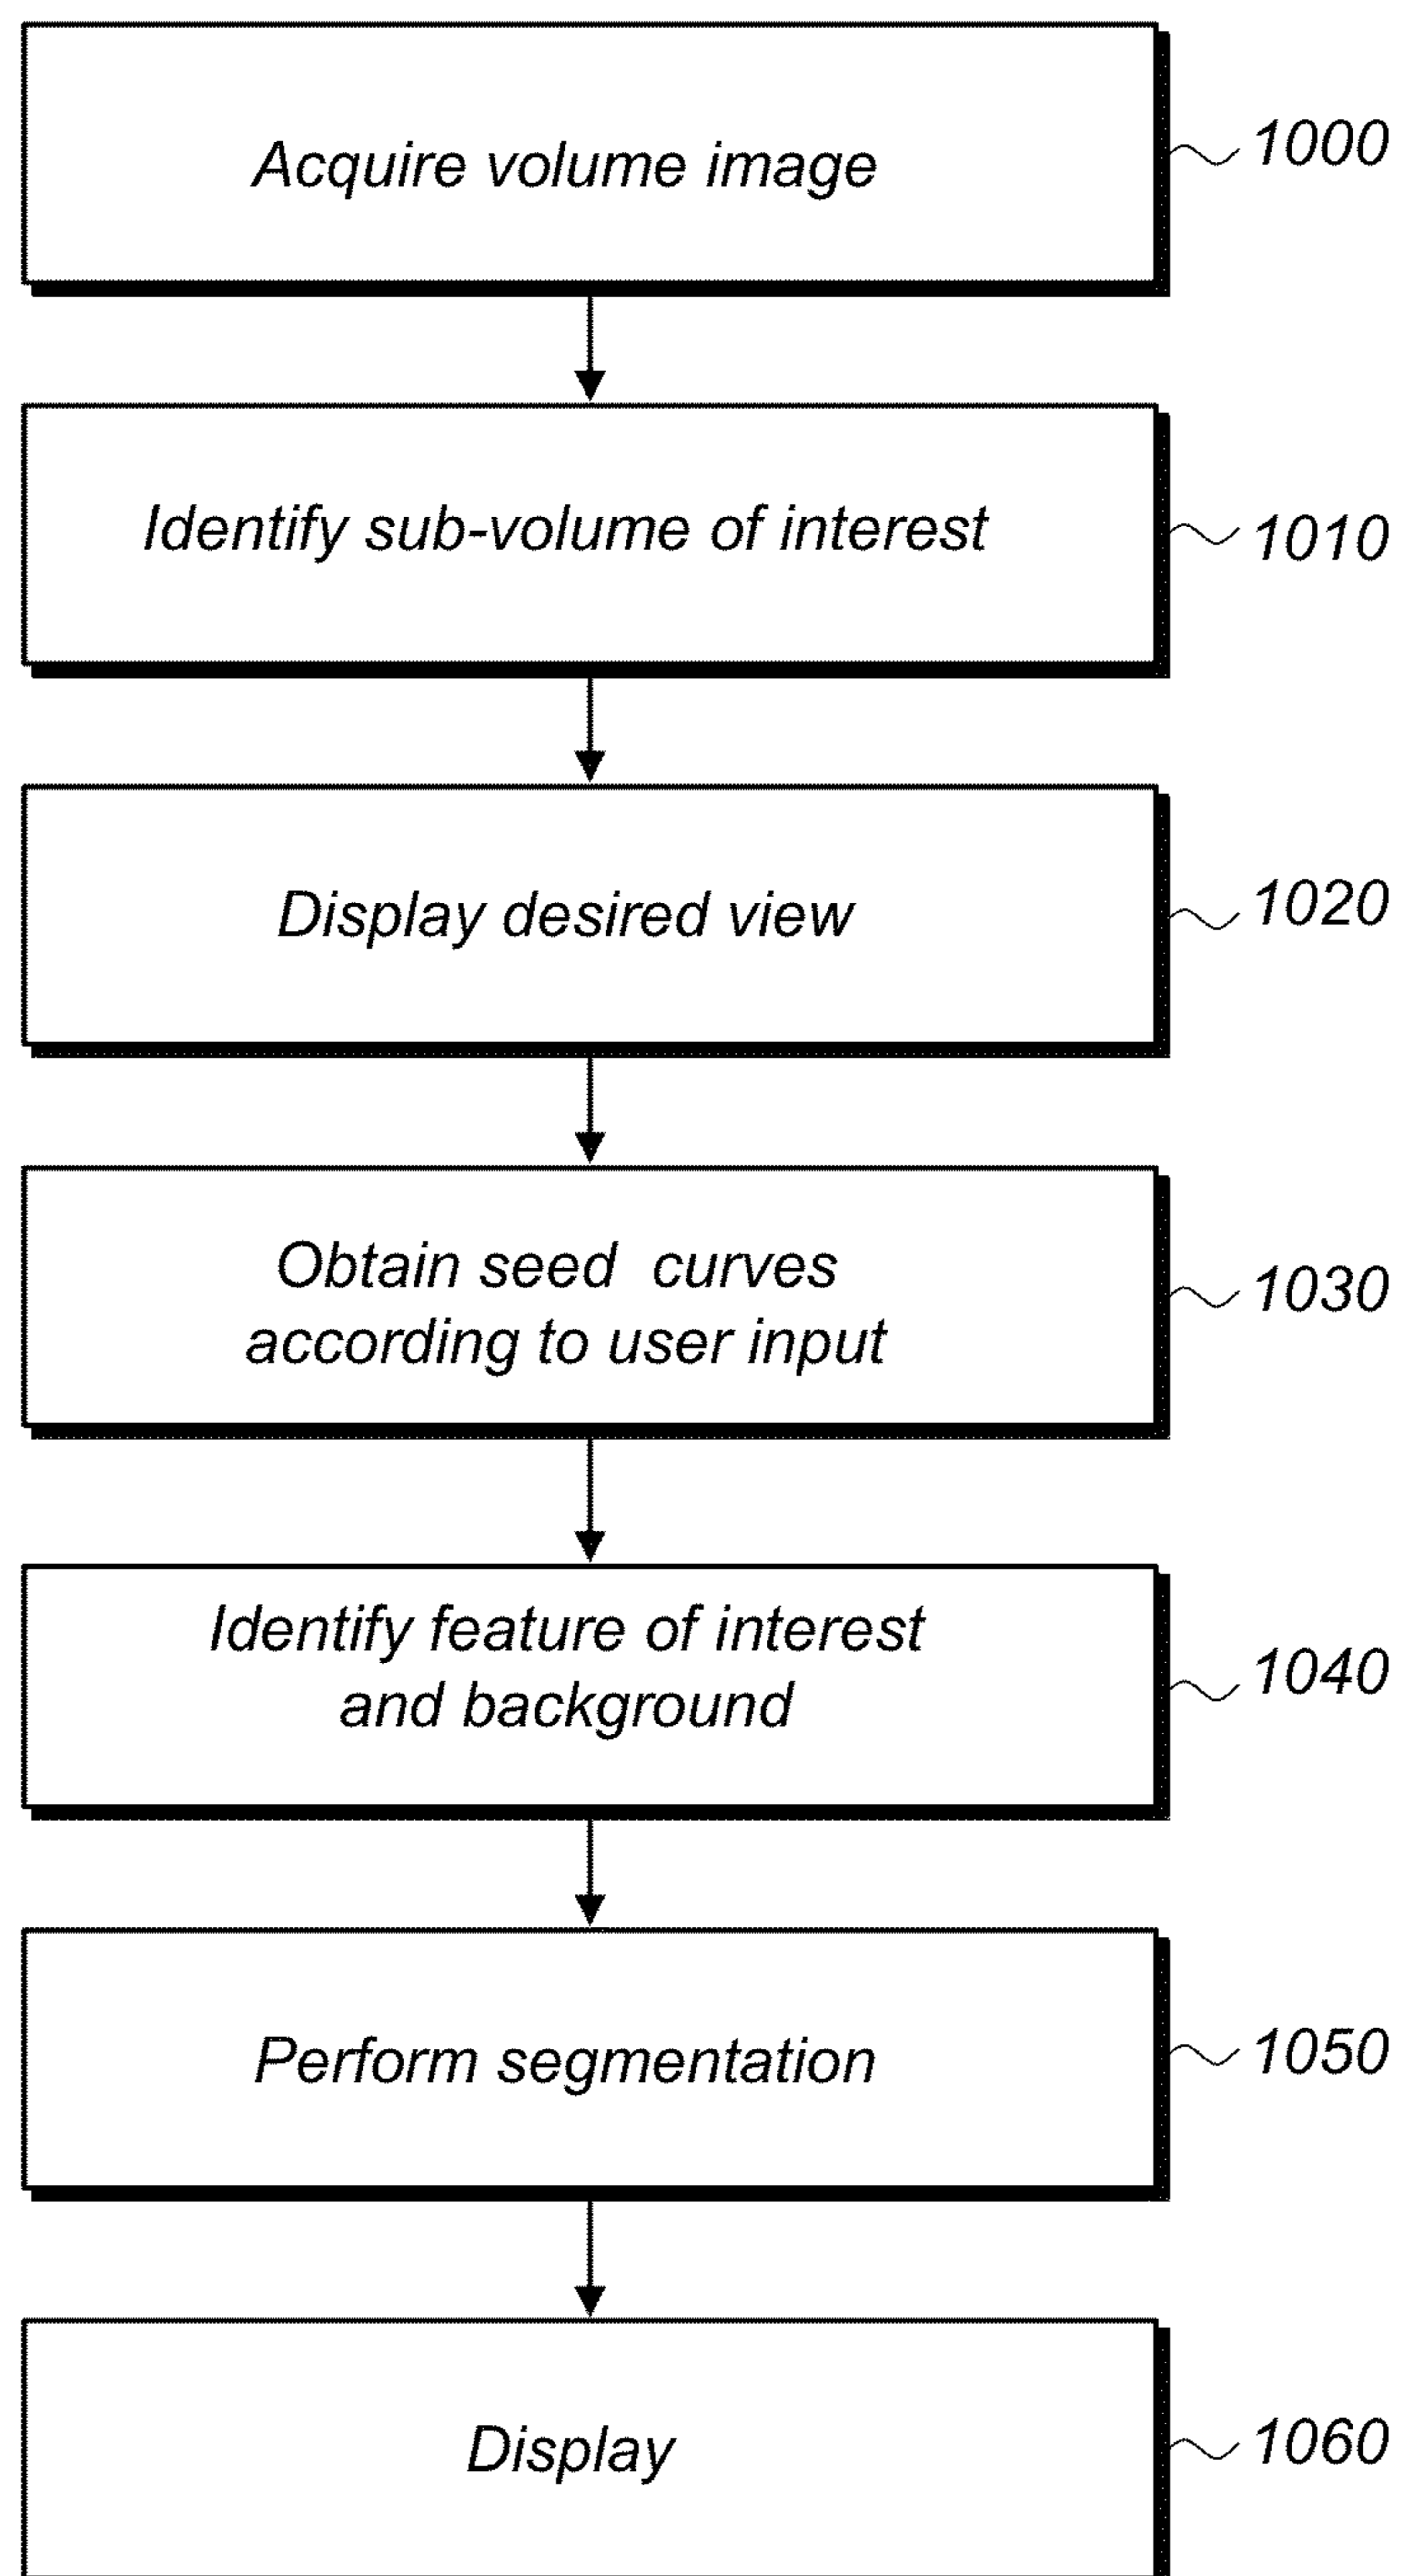 Acquire volume image
1000
Identify sub-volume of interest
1010
Display desired view
1020
Obtain seed curves
according to user input
1030
Identify feature of interest
and background
1040
Perform segmentation
1050
Display
1060